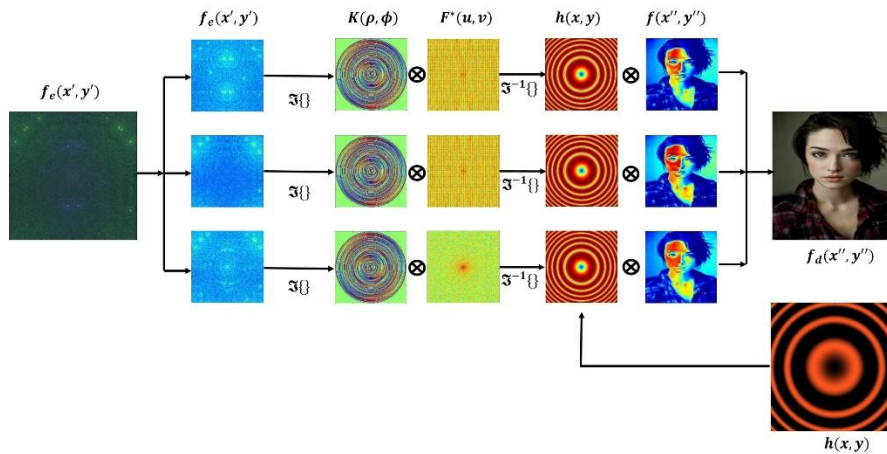 f_e(x′, y′) K(ρ, ϕ) F*(u, v) h(x, y) f(x′′, y′′)
f_e(x′, y′)
⊗ ⊗
ℑ{} ℑ⁻¹{}
⊗ ⊗
ℑ{} ℑ⁻¹{}
⊗ ⊗
f_d(x′′, y′′)
ℑ{} ℑ⁻¹{}
h(x, y)